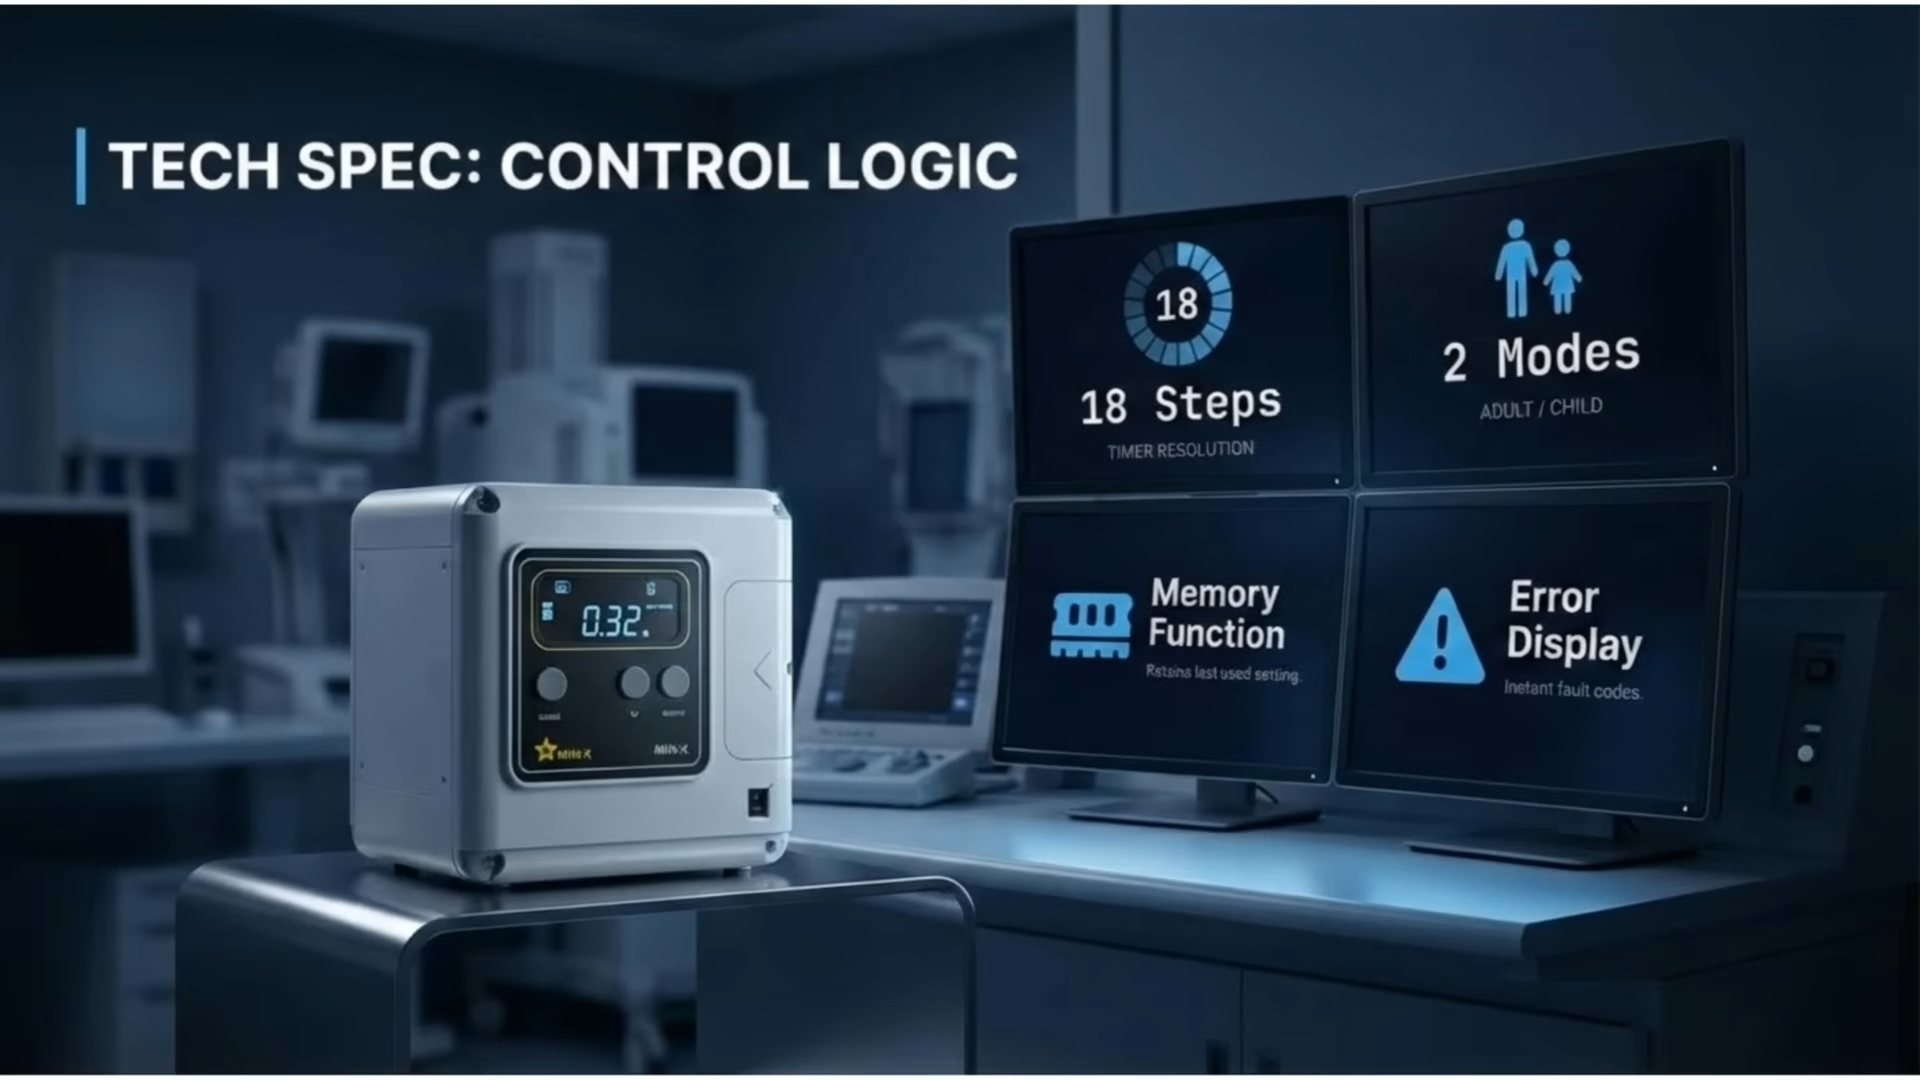 TECH SPEC: CONTROL LOGIC
18
18 Steps
TIMER RESOLUTION
2 Modes
ADULT / CHILD
Memory
Function
Retains last used setting.
Error
Display
Instant fault codes.
0.32